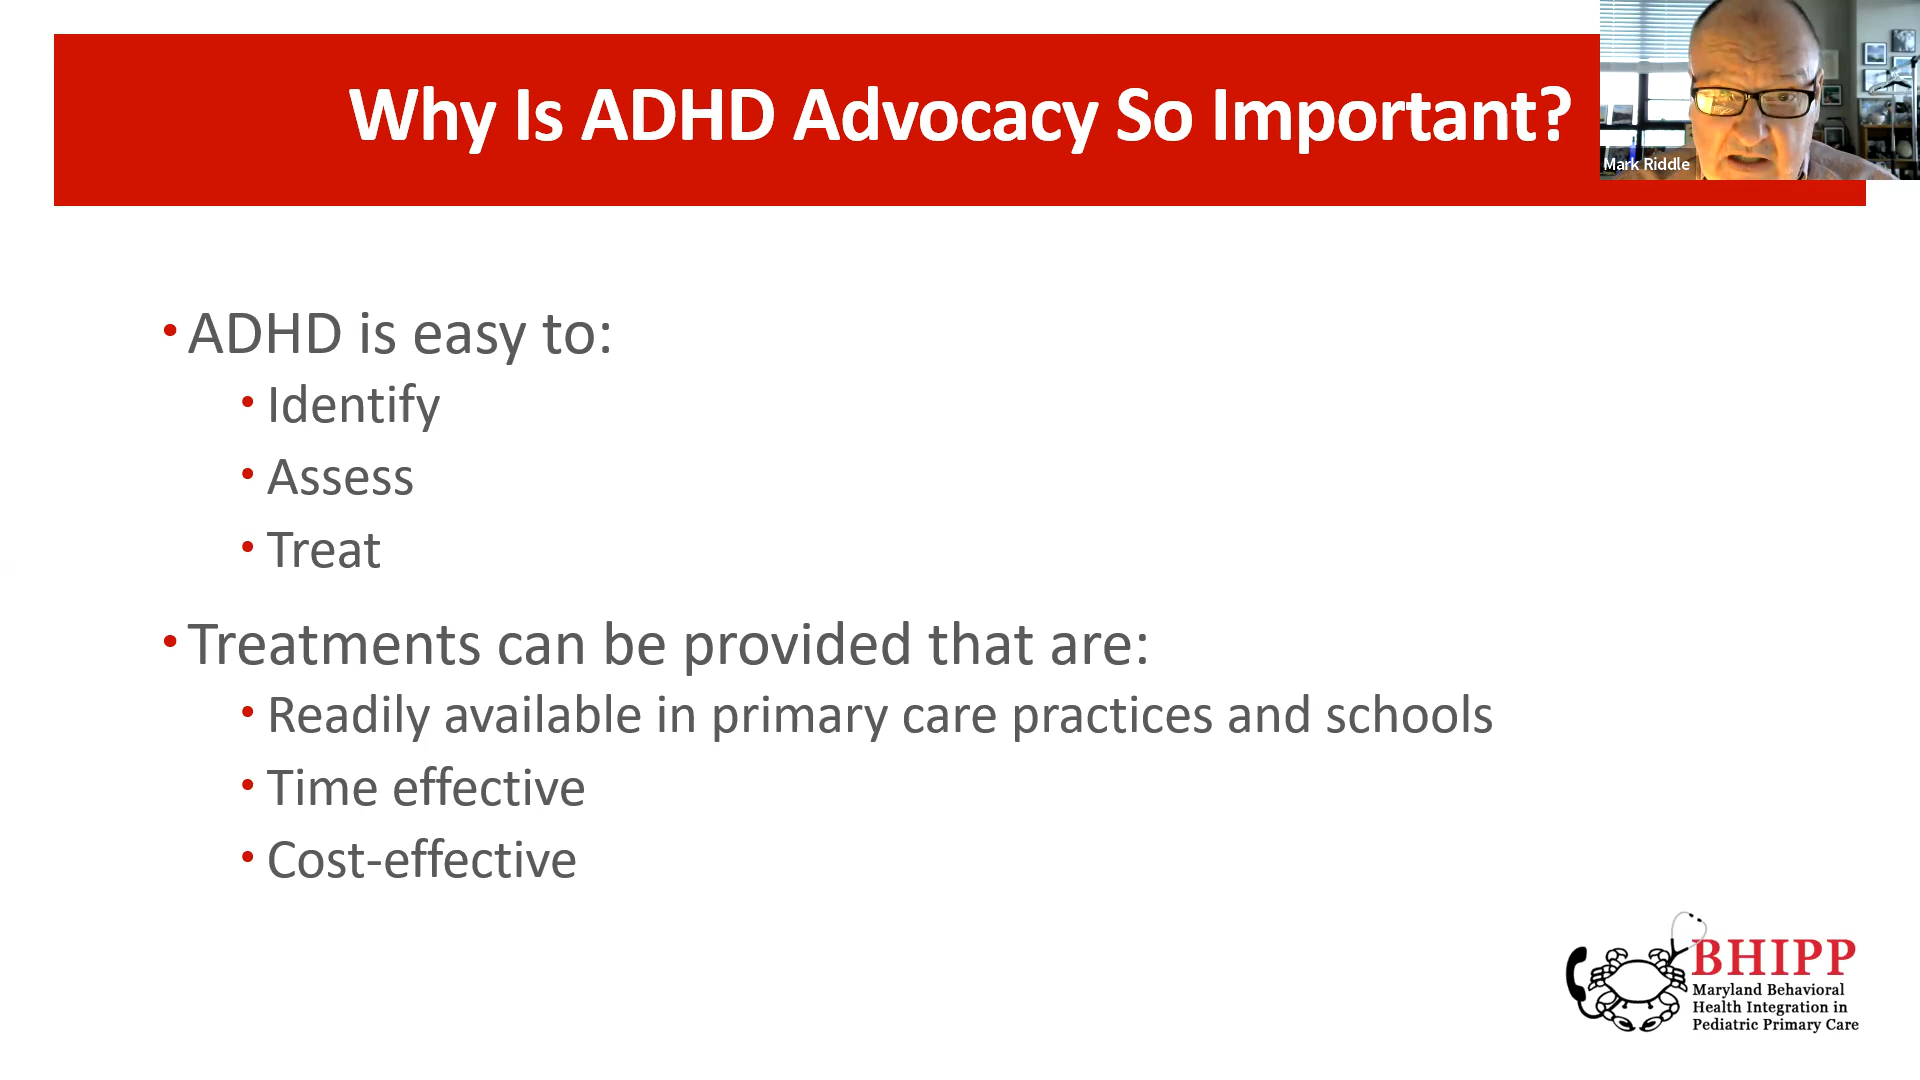 Why Is ADHD Advocacy So Important?
Mark Riddle
• ADHD is easy to:
• Identify
• Assess
• Treat
• Treatments can be provided that are:
• Readily available in primary care practices and schools
• Time effective
• Cost-effective
BHIPP
Maryland Behavioral
Health Integration in
Pediatric Primary Care